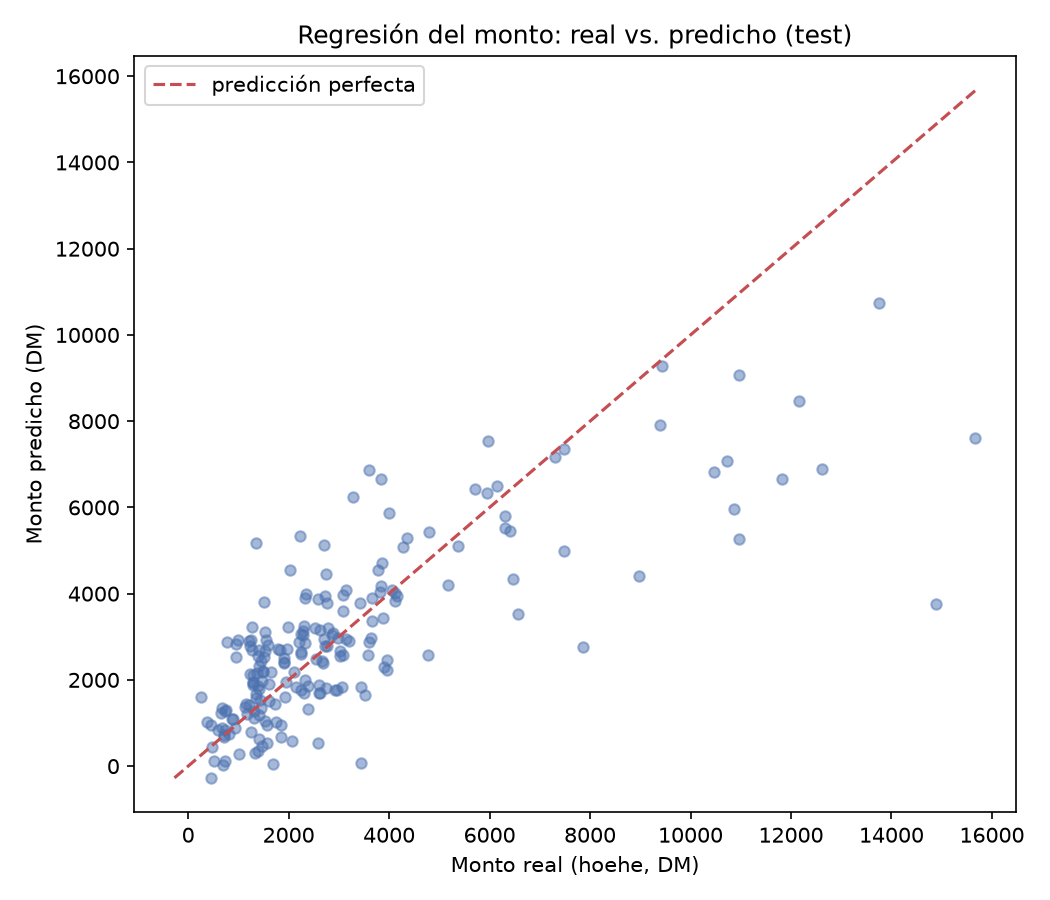 Regresión del monto: real vs. predicho (test)
predicción perfecta
Monto predicho (DM)
16000
14000
12000
10000
8000
6000
4000
2000
0
0 2000 4000 6000 8000 10000 12000 14000 16000
Monto real (hoehe, DM)